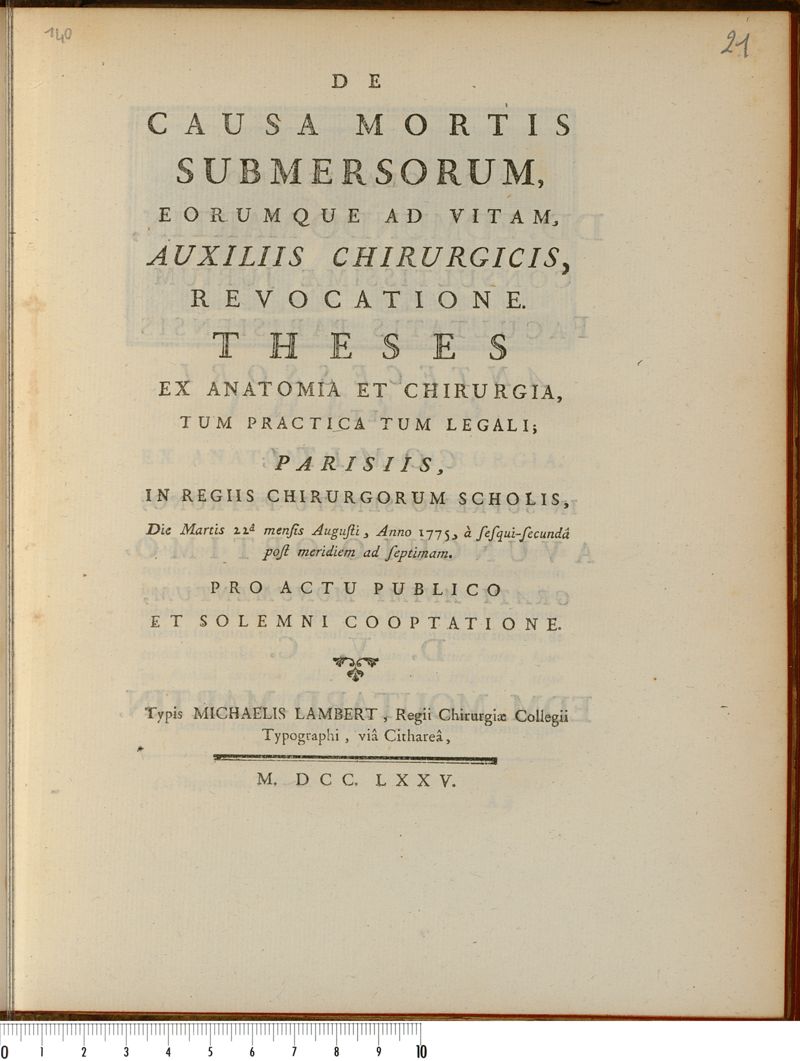 140
21
DE
CAUSA MORTIS
SUBMERSORUM,
EORUMQUE AD VITAM,
AUXILIIS CHIRURGICIS,
REVOCATIONE.
THESES
EX ANATOMIA ET CHIRURGIA,
TUM PRACTICA TUM LEGALI;
PARISIIS,
IN REGIIS CHIRURGORUM SCHOLIS,
Die Martis 22â mensis Augusti, Anno 1775, à sesqui-secundâ
post meridiem ad septimam.
PRO ACTU PUBLICO
ET SOLEMNI COOPTATIONE.
Typis MICHAELIS LAMBERT, Regii Chirurgiæ Collegii
Typographi, viâ Cithareâ,
M. DCC. LXXV.
0 1 2 3 4 5 6 7 8 9 10